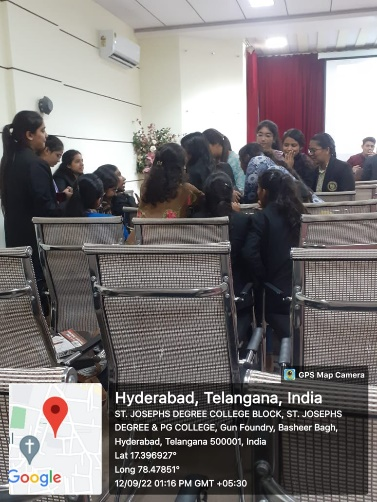 GPS Map Camera
Hyderabad, Telangana, India
ST. JOSEPHS DEGREE COLLEGE BLOCK, ST. JOSEPHS
DEGREE & PG COLLEGE, Gun Foundry, Basheer Bagh,
Hyderabad, Telangana 500001, India
Lat 17.396927°
Long 78.47851°
12/09/22 01:16 PM GMT +05:30
Google